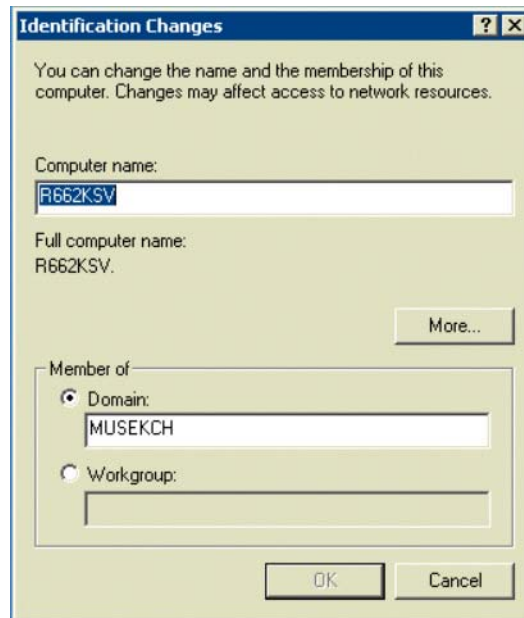 Identification Changes
You can change the name and the membership of this
computer. Changes may affect access to network resources.
Computer name:
R662KSV
Full computer name:
R662KSV.
More...
Member of
Domain:
MUSEKCH
Workgroup:
OK Cancel